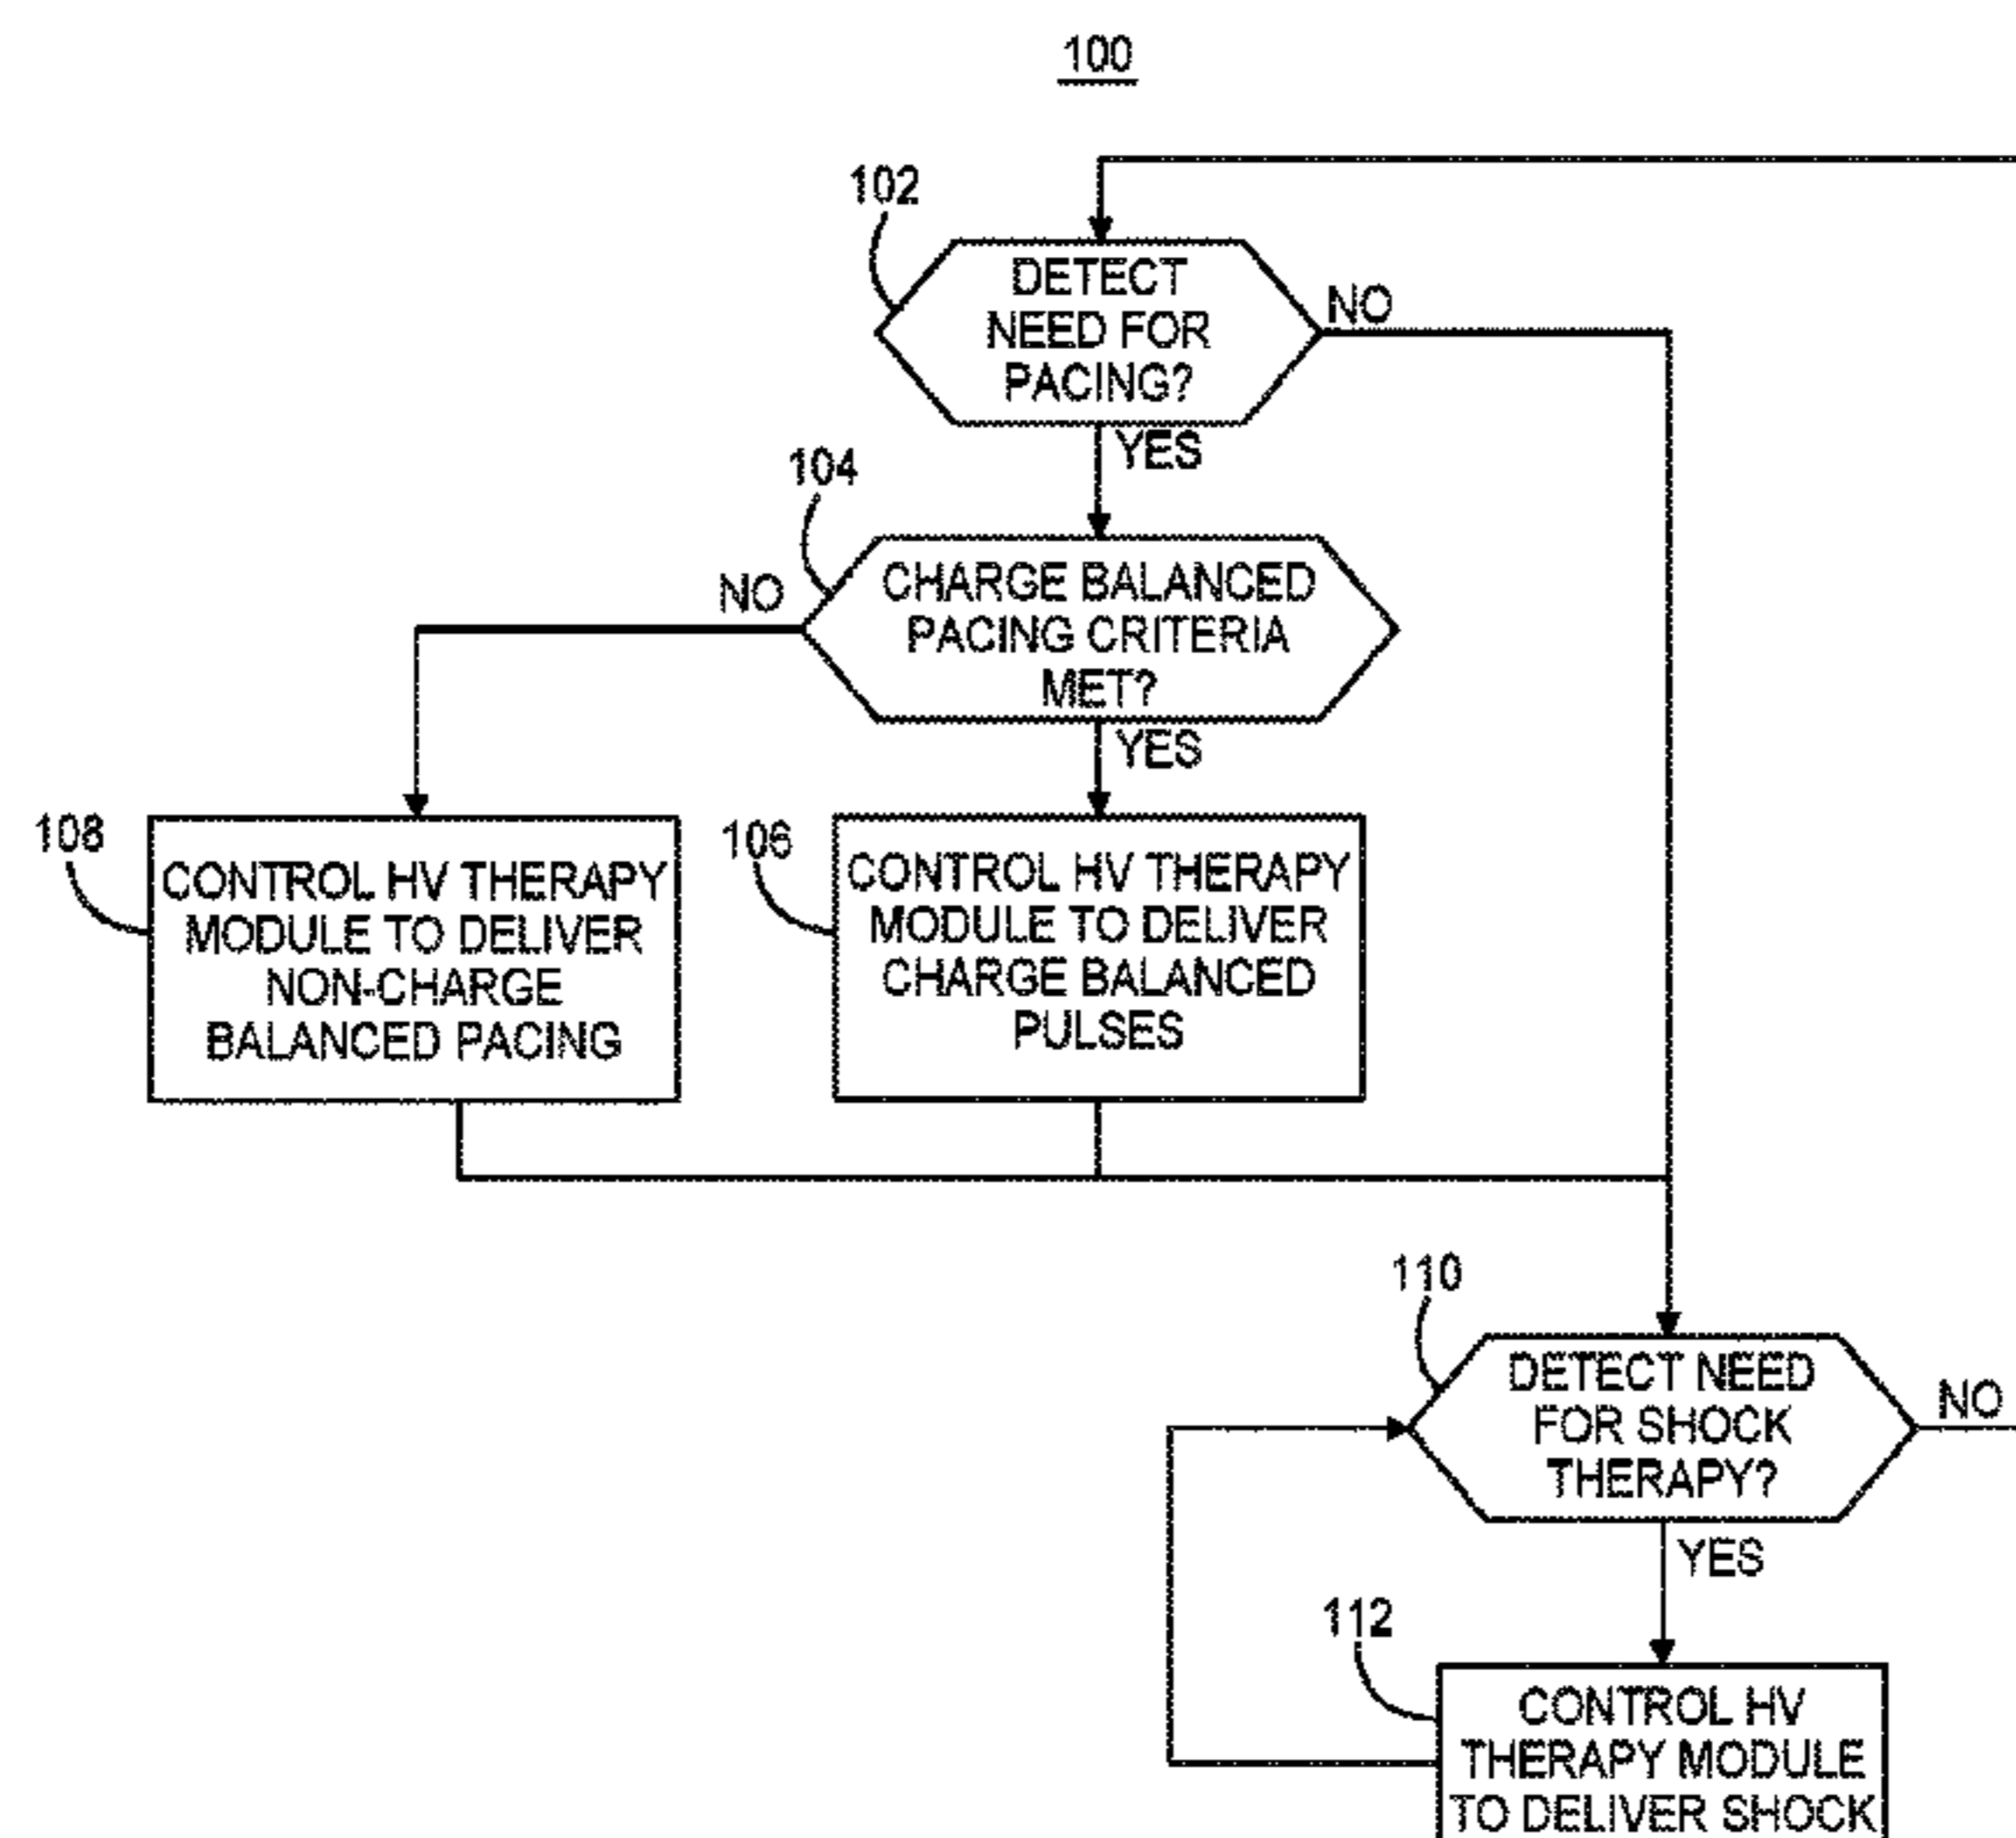 100
102
DETECT
NEED FOR
PACING?
NO
YES
104
CHARGE BALANCED
PACING CRITERIA
MET?
NO
YES
108
CONTROL HV THERAPY
MODULE TO DELIVER
NON-CHARGE
BALANCED PACING
106
CONTROL HV THERAPY
MODULE TO DELIVER
CHARGE BALANCED
PULSES
110
DETECT NEED
FOR SHOCK
THERAPY?
NO
YES
112
CONTROL HV
THERAPY MODULE
TO DELIVER SHOCK